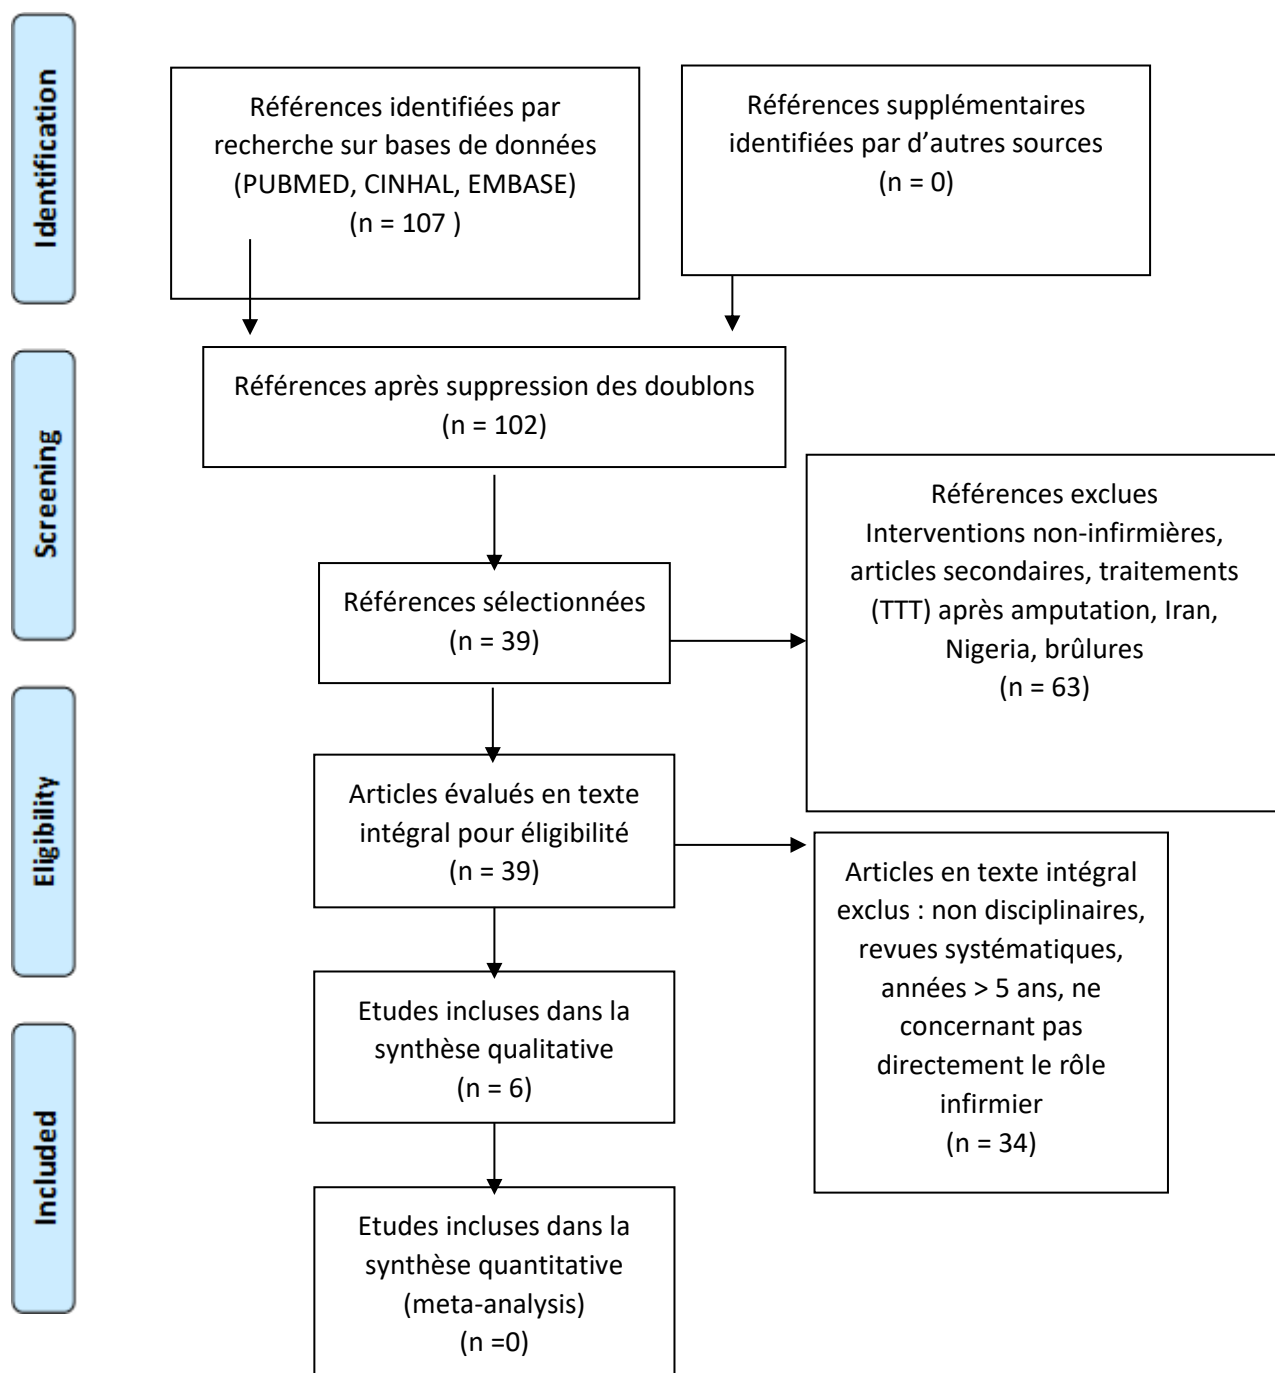 Identification
Références identifiées par
recherche sur bases de données
(PUBMED, CINHAL, EMBASE)
(n = 107 )
Références supplémentaires
identifiées par d’autres sources
(n = 0)
Screening
Références après suppression des doublons
(n = 102)
Références sélectionnées
(n = 39)
Références exclues
Interventions non-infirmières,
articles secondaires, traitements
(TTT) après amputation, Iran,
Nigeria, brûlures
(n = 63)
Eligibility
Articles évalués en texte
intégral pour éligibilité
(n = 39)
Articles en texte intégral
exclus : non disciplinaires,
revues systématiques,
années > 5 ans, ne
concernant pas
directement le rôle
infirmier
(n = 34)
Included
Etudes incluses dans la
synthèse qualitative
(n = 6)
Etudes incluses dans la
synthèse quantitative
(meta-analysis)
(n =0)